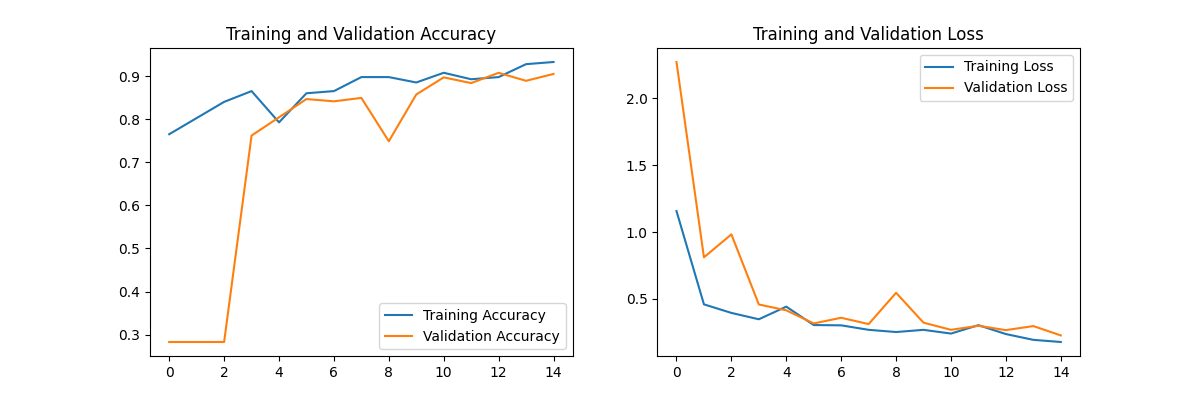 Training and Validation Accuracy
0.9
0.8
0.7
0.6
0.5
0.4
0.3
0 2 4 6 8 10 12 14
Training Accuracy
Validation Accuracy
Training and Validation Loss
2.0
1.5
1.0
0.5
0 2 4 6 8 10 12 14
Training Loss
Validation Loss